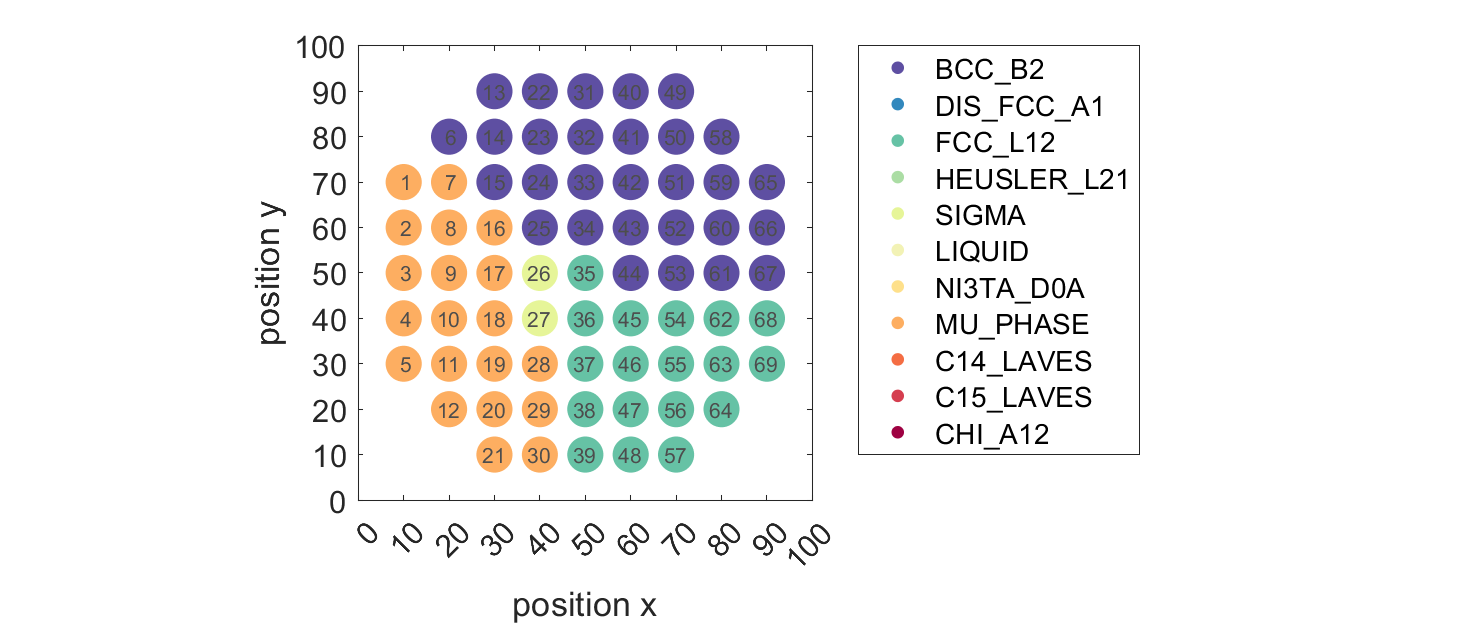 100
90
80
70
60
50
40
30
20
10
0
position y
13 22 31 40 49
6 14 23 32 41 50 58
1 7 15 24 33 42 51 59 65
2 8 16 25 34 43 52 60 66
3 9 17 26 35 44 53 61 67
4 10 18 27 36 45 54 62 68
5 11 19 28 37 46 55 63 69
12 20 29 38 47 56 64
21 30 39 48 57
0 10 20 30 40 50 60 70 80 90 100
position x
BCC_B2
DIS_FCC_A1
FCC_L12
HEUSLER_L21
SIGMA
LIQUID
NI3TA_D0A
MU_PHASE
C14_LAVES
C15_LAVES
CHI_A12